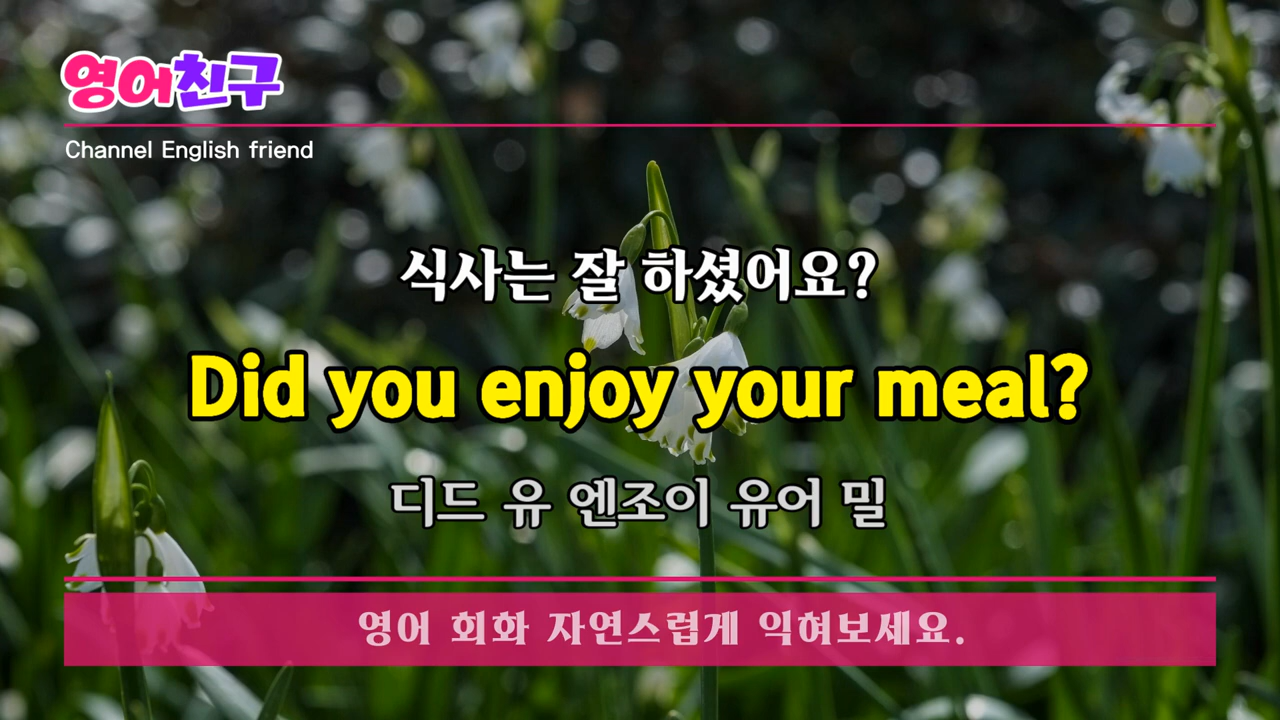 영어친구
Channel English friend
식사는 잘 하셨어요?
Did you enjoy your meal?
디드 유 엔조이 유어 밀
영어 회화 자연스럽게 익혀보세요.